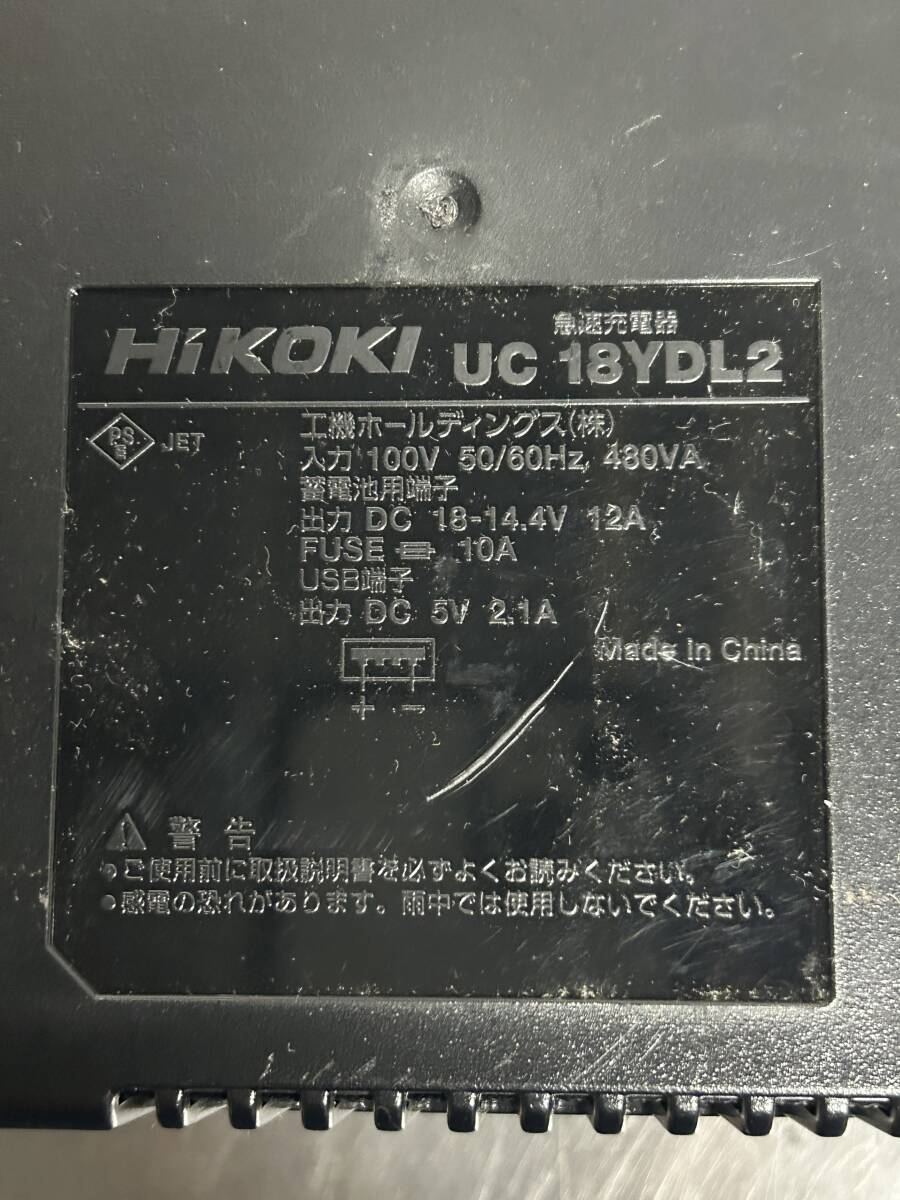 急速充電器
HiKOKI UC 18YDL2
PS E JET
工機ホールディングス(株)
入力 100V 50/60Hz 480VA
蓄電池用端子
出力 DC 18-14.4V 12A
FUSE 10A
USB端子
出力 DC 5V 2.1A
Made in China
+ −
警告
•ご使用前に取扱説明書を必ずよくお読みください。
•感電の恐れがあります。雨中では使用しないでください。